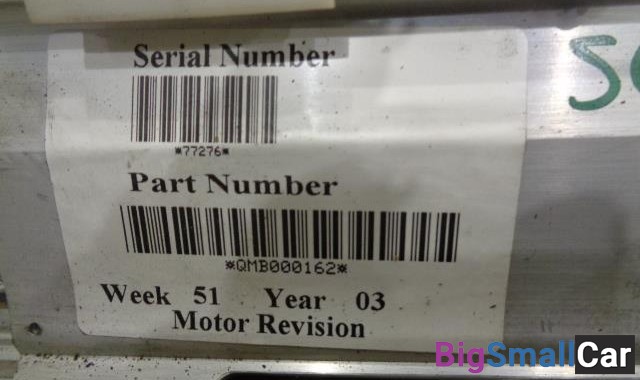 Serial Number
*77276*
Part Number
*QMB000162*
Week 51 Year 03
Motor Revision
BigSmallCar